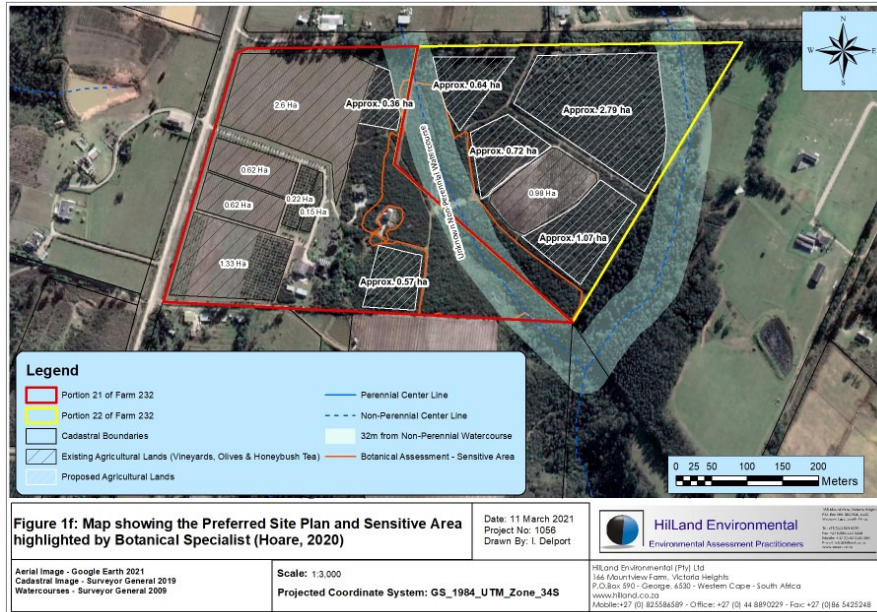 N
W E
S
2.6 Ha
Approx. 0.36 ha
Approx. 0.64 ha
Approx. 2.79 ha
Approx. 0.72 ha
0.62 Ha
0.22 Ha
0.62 Ha
0.15 Ha
0.98 Ha
Unknown Non-perennial Watercourse
Approx. 1.07 ha
1.33 Ha
Approx. 0.57 ha
Legend
Portion 21 of Farm 232
Portion 22 of Farm 232
Cadastral Boundaries
Existing Agricultural Lands (Vineyards, Olives & Honeybush Tea)
Proposed Agricultural Lands
Perennial Center Line
Non-Perennial Center Line
32m from Non-Perennial Watercourse
Botanical Assessment - Sensitive Area
0 25 50 100 150 200
Meters
Figure 1f: Map showing the Preferred Site Plan and Sensitive Area
highlighted by Botanical Specialist (Hoare, 2020)
Date: 11 March 2021
Project No: 1056
Drawn By: I. Delport
HilLand Environmental
Environmental Assessment Practitioners
Aerial Image - Google Earth 2021
Cadastral Image - Surveyor General 2019
Watercourses - Surveyor General 2009
Scale: 1:3,000
Projected Coordinate System: GS_1984_UTM_Zone_34S
HilLand Environmental (Pty) Ltd
166 Mountview Farm, Victoria Heights
P.O.Box 590 - George, 6530 - Western Cape - South Africa
www.hilland.co.za
Mobile:+27 (0) 825586589 - Office: +27 (0) 44 8890229 - Fax: +27 (0)86 5425248